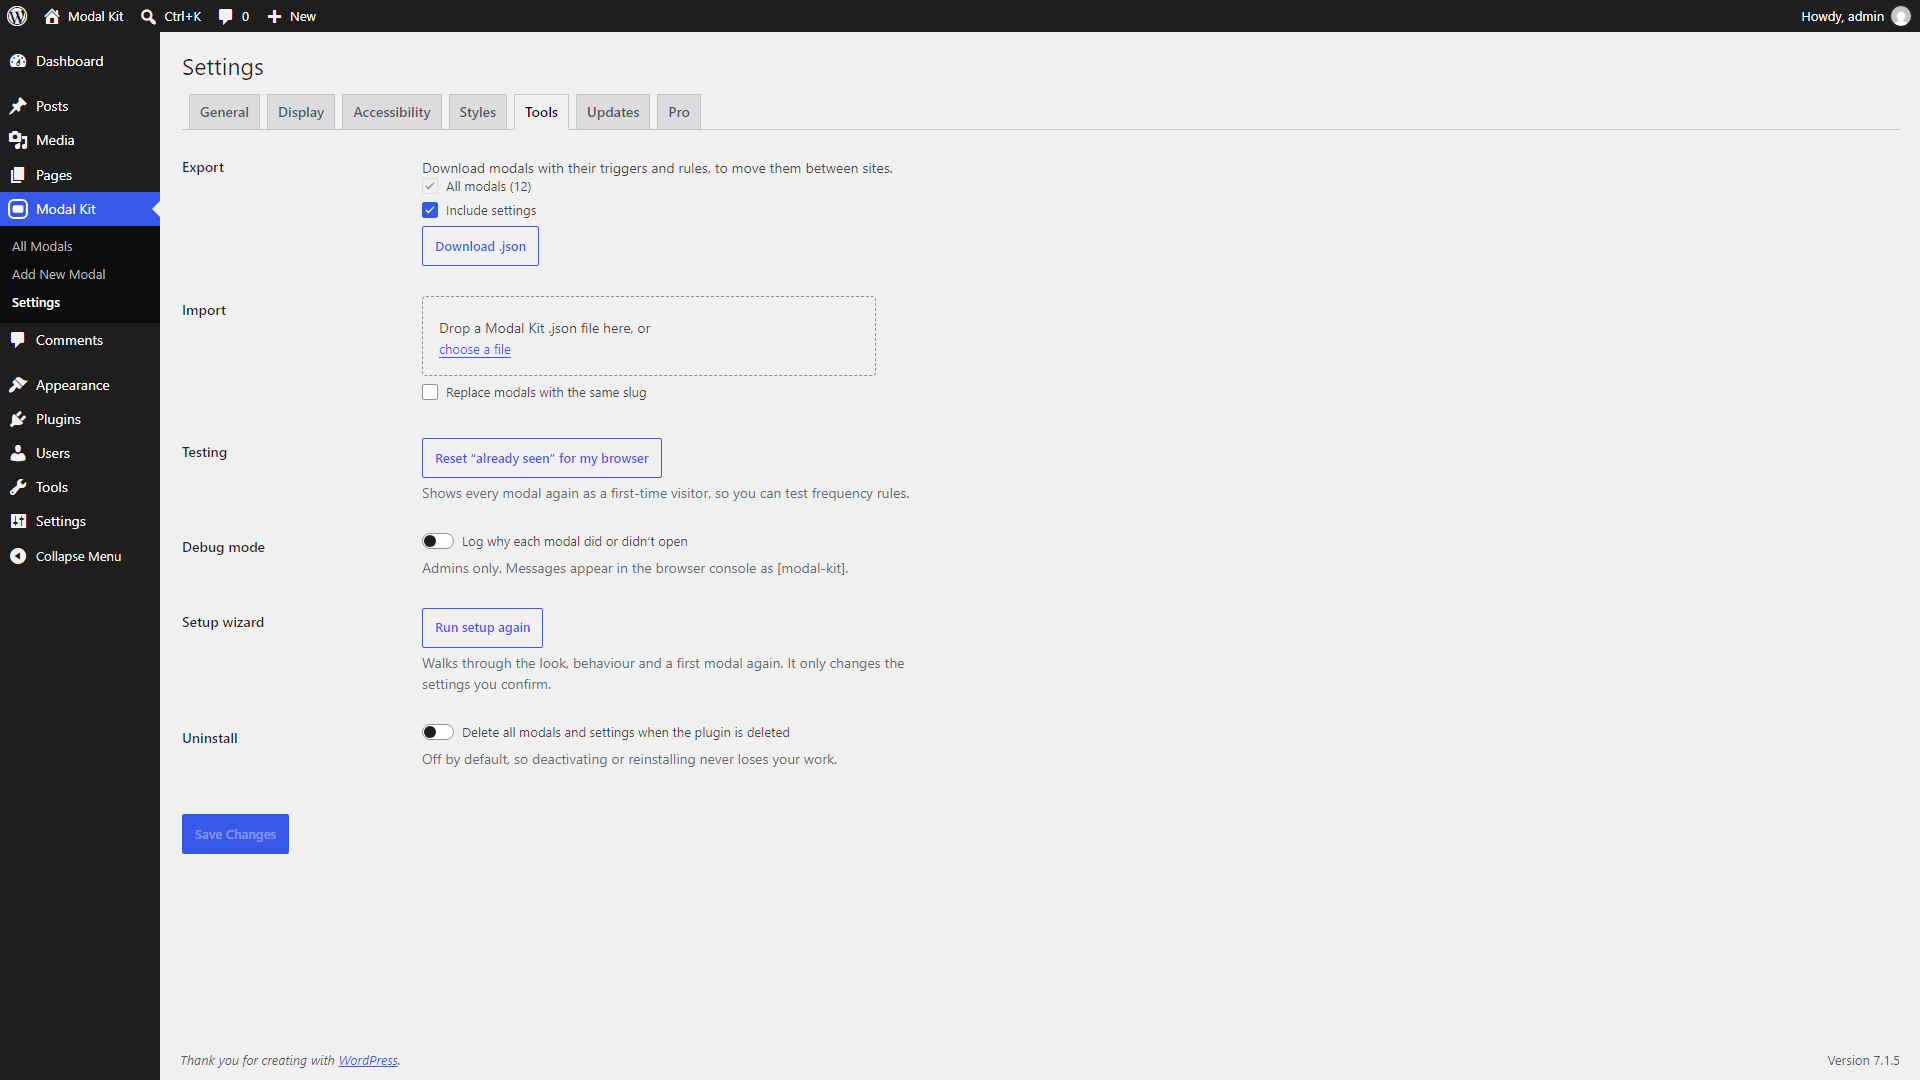 Modal Kit
Ctrl+K
0
New
Howdy, admin
Dashboard
Posts
Media
Pages
Modal Kit
All Modals
Add New Modal
Settings
Comments
Appearance
Plugins
Users
Tools
Settings
Collapse Menu
Settings
General
Display
Accessibility
Styles
Tools
Updates
Pro
Export
Download modals with their triggers and rules, to move them between sites.
All modals (12)
Include settings
Download .json
Import
Drop a Modal Kit .json file here, or
choose a file
Replace modals with the same slug
Testing
Reset “already seen” for my browser
Shows every modal again as a first-time visitor, so you can test frequency rules.
Debug mode
Log why each modal did or didn’t open
Admins only. Messages appear in the browser console as [modal-kit].
Setup wizard
Run setup again
Walks through the look, behaviour and a first modal again. It only changes the
settings you confirm.
Uninstall
Delete all modals and settings when the plugin is deleted
Off by default, so deactivating or reinstalling never loses your work.
Save Changes
Thank you for creating with WordPress.
Version 7.1.5